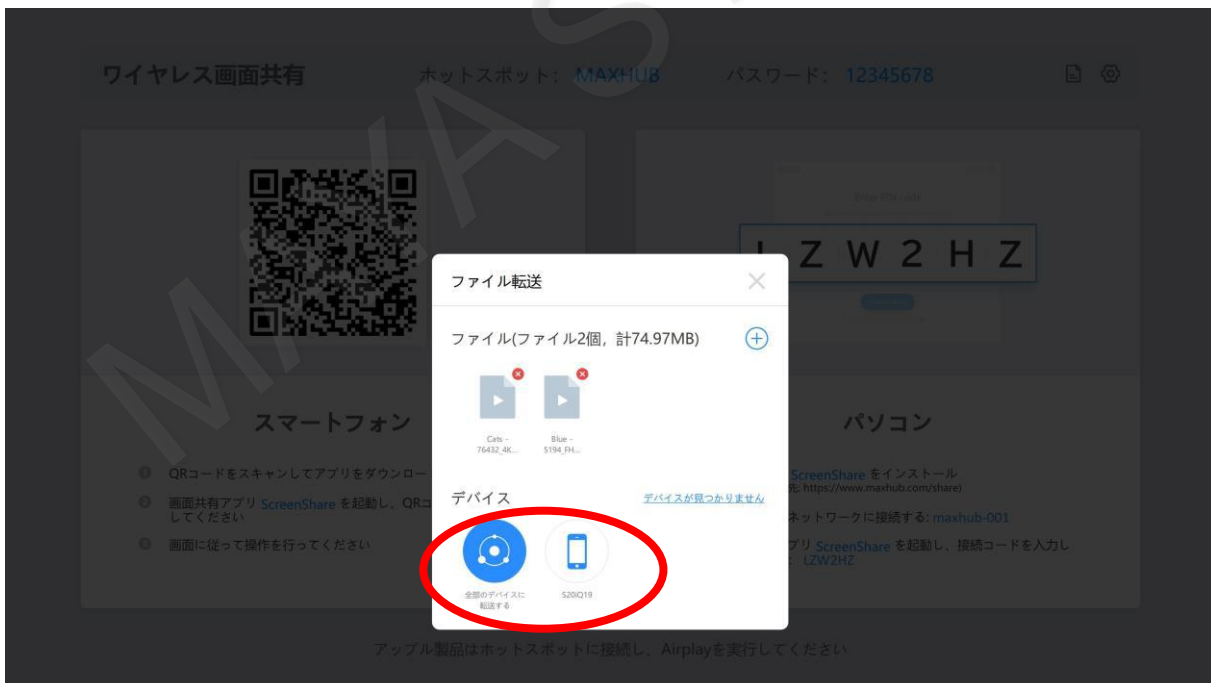 ワイヤレス画面共有
ホットスポット: MAXHUB
パスワード: 12345678
Z W 2 H Z
ファイル転送
ファイル(ファイル2個, 計74.97MB)
Cats -
76432_4K...
Blue -
5194_FH...
デバイス
デバイスが見つかりません
全部のデバイスに
転送する
スマートフォン
QRコードをスキャンしてアプリをダウンロー
画面共有アプリ ScreenShare を起動し、QRコ
してください
画面に従って操作を行ってください
パソコン
ScreenShare をインストール
先: https://www.maxhub.com/share)
ネットワークに接続する: maxhub-001
プリ ScreenShare を起動し、接続コードを入力し
: LZW2HZ
アップル製品はホットスポットに接続し、Airplayを実行してください